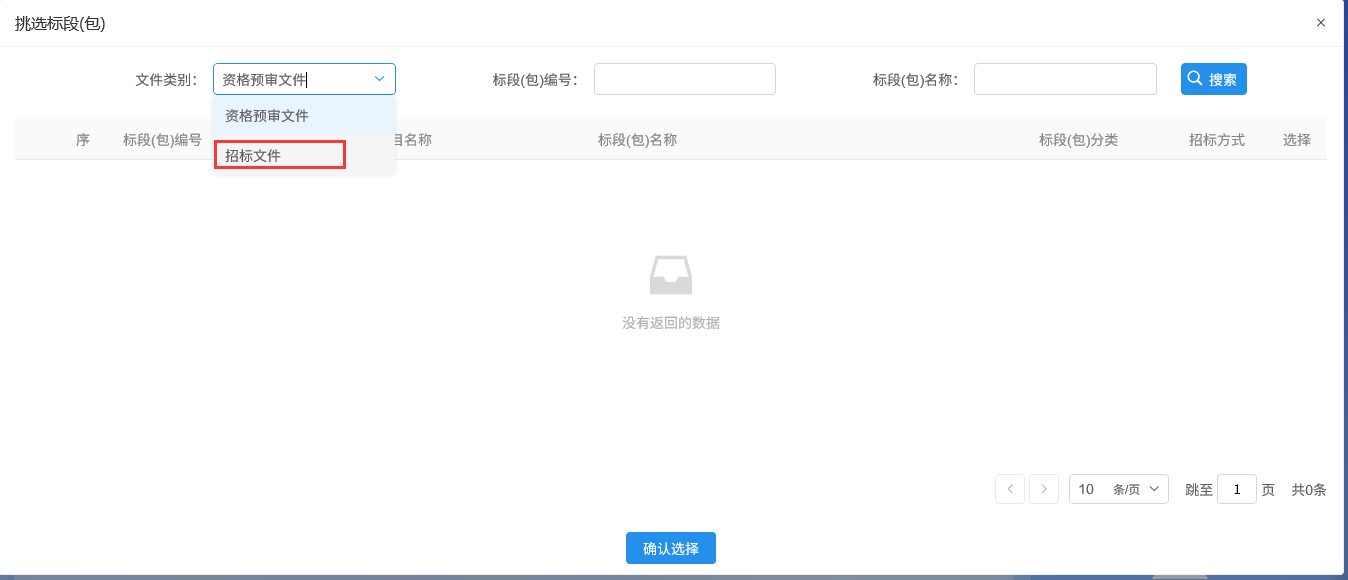 挑选标段(包)
文件类别： 资格预审文件 标段(包)编号： 标段(包)名称： 搜索
资格预审文件
序 标段(包)编号 目名称 标段(包)名称 标段(包)分类 招标方式 选择
招标文件
没有返回的数据
10 条/页 跳至 1 页 共0条
确认选择